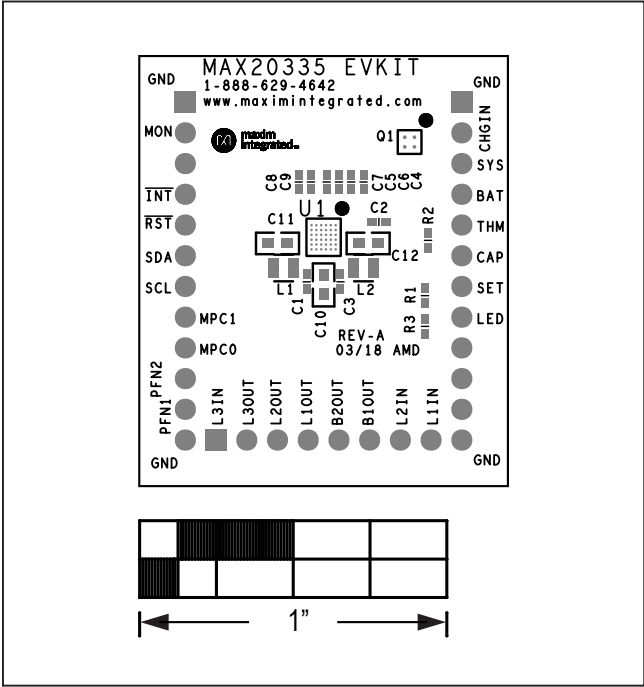 MAX20335 EVKIT
1-888-629-4642
www.maximintegrated.com
GND
GND
maxim
integrated™
MON
INT
RST
SDA
SCL
MPC1
MPC0
PFN2
PFN1
GND
CHGIN
SYS
BAT
THM
CAP
SET
LED
GND
Q1
C8
C9
C7
C5
C6
C4
U1
C2
R2
C11
C12
L1
L2
C1
C10
C3
R1
R3
REV-A
03/18 AMD
L3IN
L3OUT
L2OUT
L1OUT
B2OUT
B1OUT
L2IN
L1IN
1”